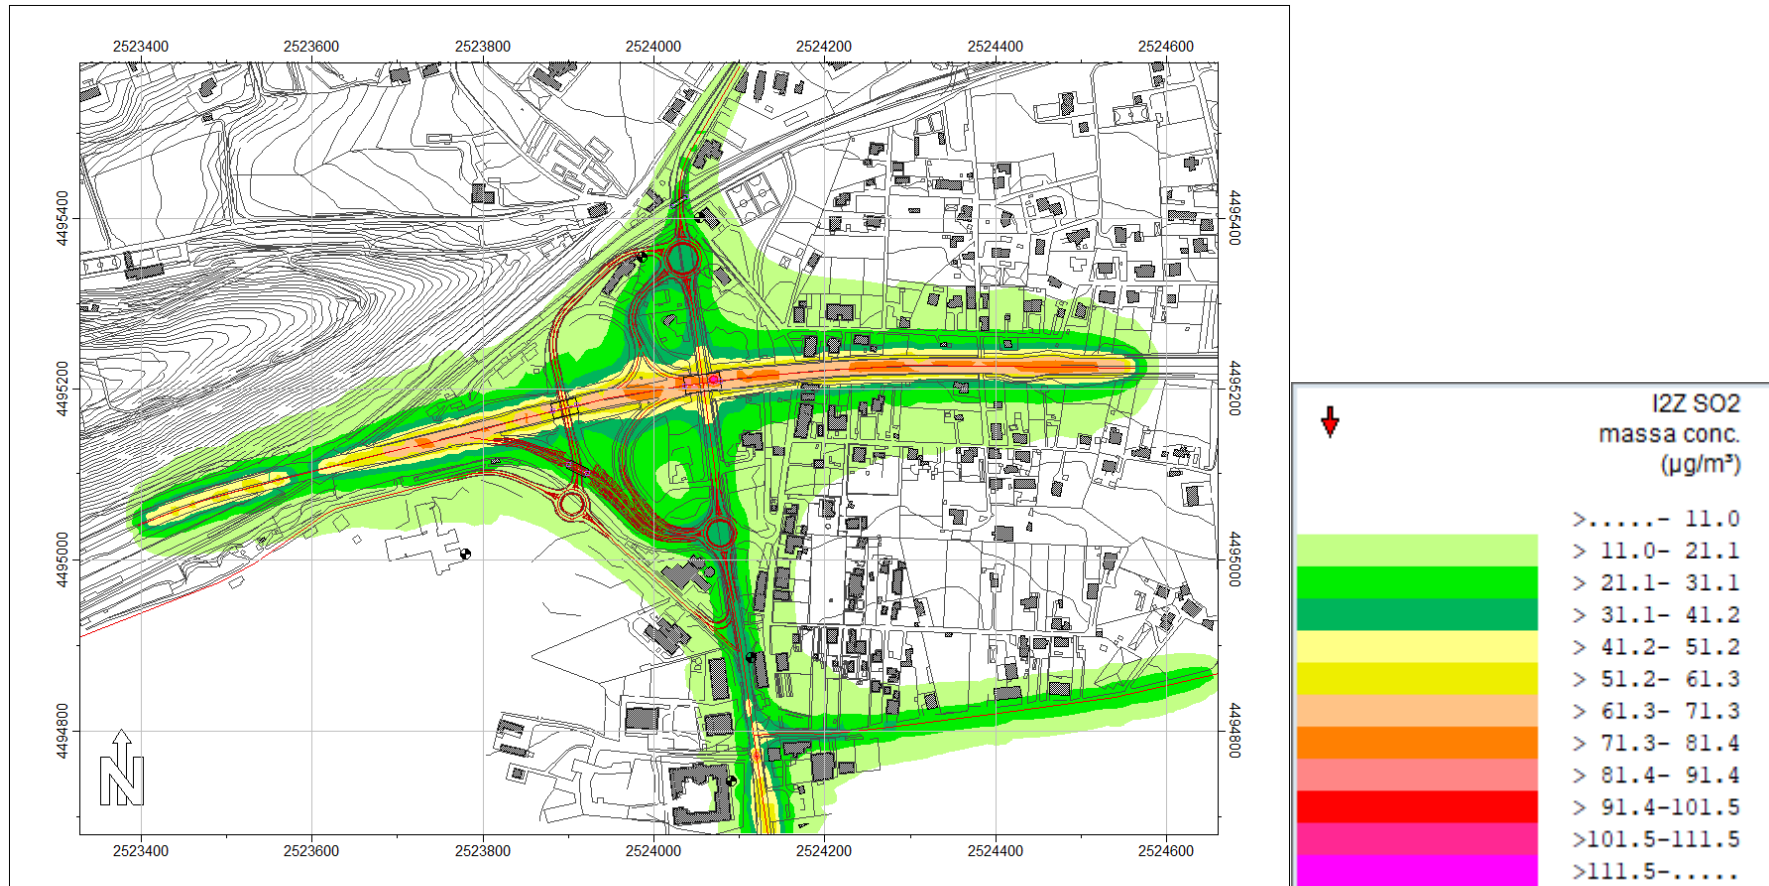 2523400 2523600 2523800 2524000 2524200 2524400 2524600
4495400 4495400
4495200 4495200
4495000 4495000
4494800 4494800
N
2523400 2523600 2523800 2524000 2524200 2524400 2524600
I2Z SO2
massa conc.
(µg/m³)
>.....- 11.0
> 11.0- 21.1
> 21.1- 31.1
> 31.1- 41.2
> 41.2- 51.2
> 51.2- 61.3
> 61.3- 71.3
> 71.3- 81.4
> 81.4- 91.4
> 91.4-101.5
>101.5-111.5
>111.5-.....